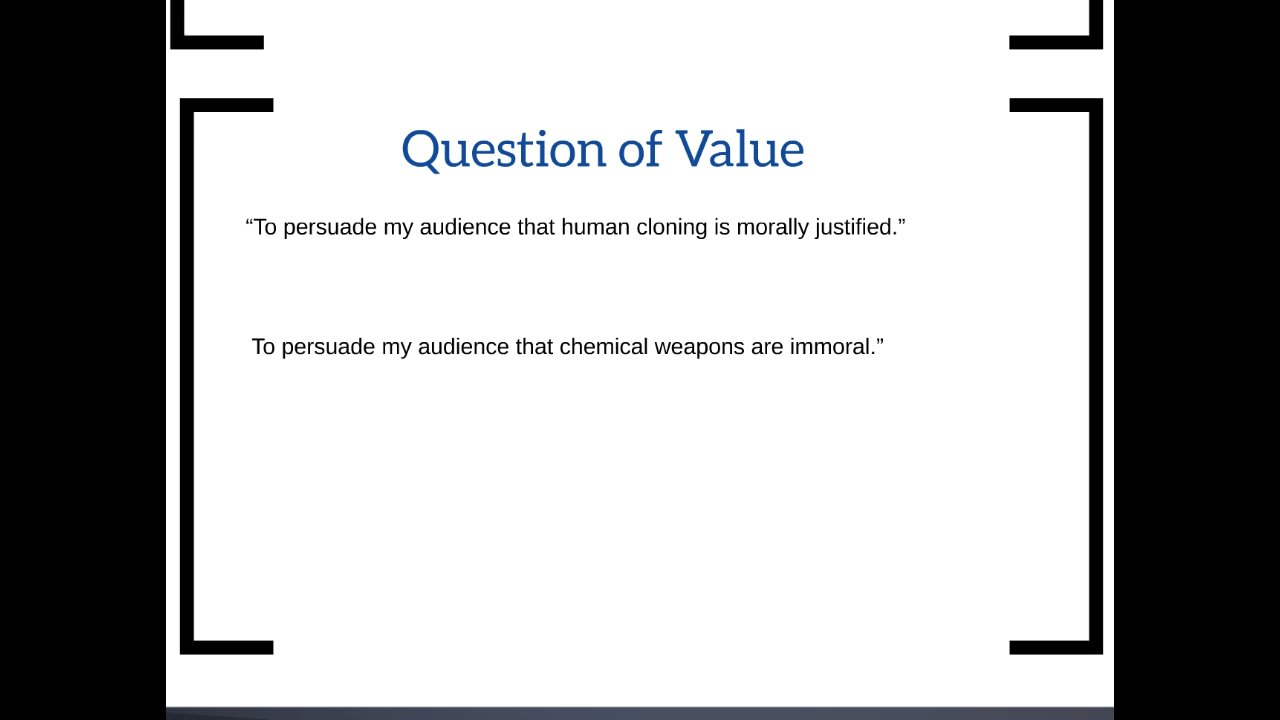 Question of Value
“To persuade my audience that human cloning is morally justified.”
To persuade my audience that chemical weapons are immoral.”